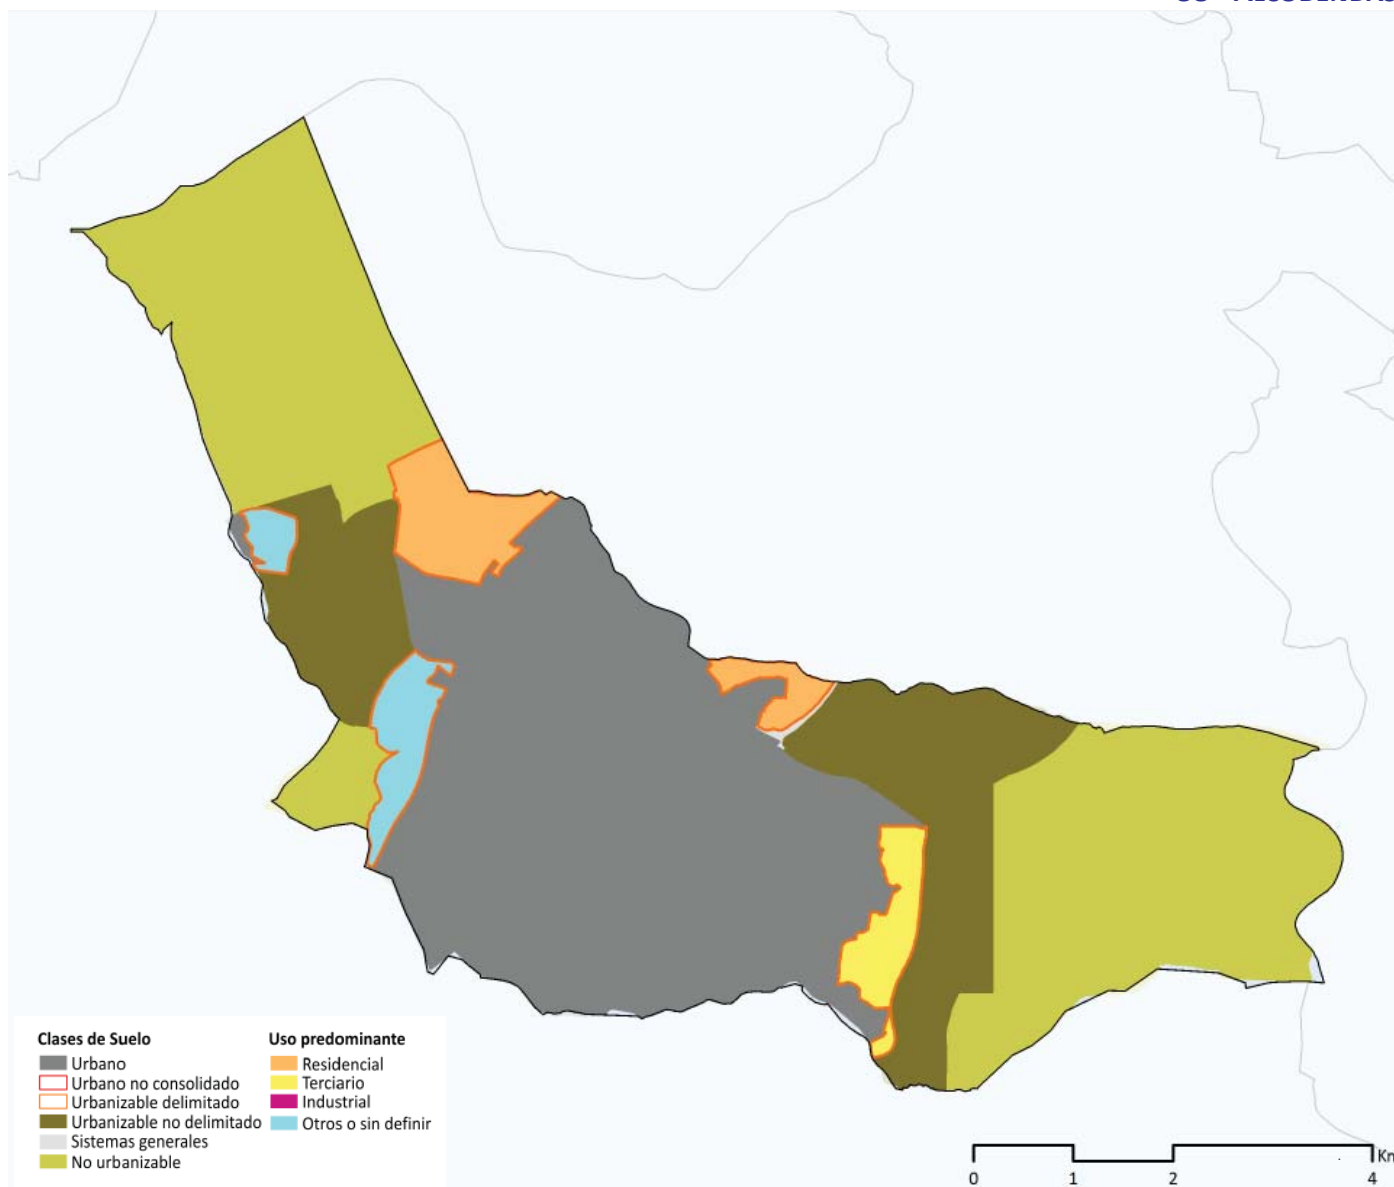 Clases de Suelo
Urbano
Urbano no consolidado
Urbanizable delimitado
Urbanizable no delimitado
Sistemas generales
No urbanizable
Uso predominante
Residencial
Terciario
Industrial
Otros o sin definir
0 1 2 4